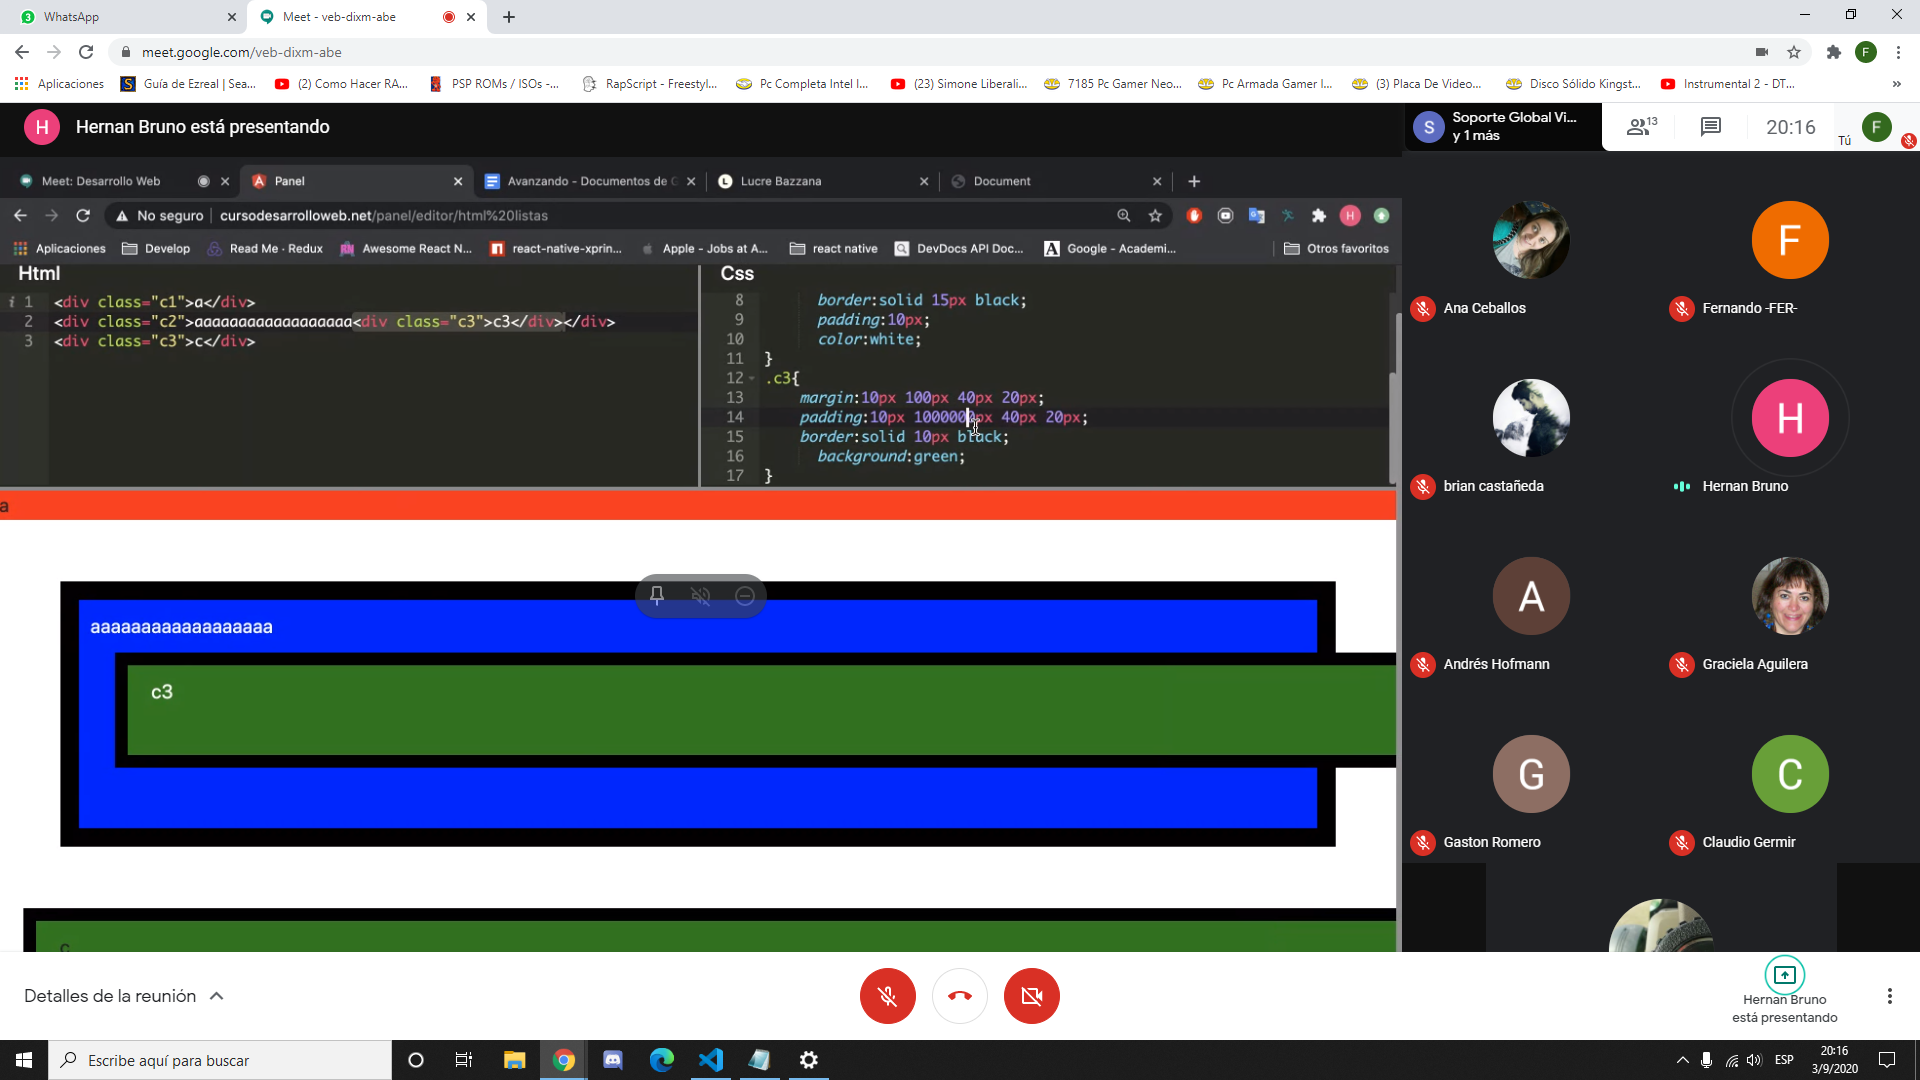 WhatsApp
Meet - veb-dixm-abe
meet.google.com/veb-dixm-abe
F
Aplicaciones
Guía de Ezreal | Sea...
(2) Como Hacer RA...
PSP ROMs / ISOs -...
RapScript - Freestyl...
Pc Completa Intel I...
(23) Simone Liberali...
7185 Pc Gamer Neo...
Pc Armada Gamer I...
(3) Placa De Video...
Disco Sólido Kingst...
Instrumental 2 - DT...
»
H
Hernan Bruno está presentando
S
Soporte Global Vi...
y 1 más
13
20:16
Tú
F
Meet: Desarrollo Web
Panel
Avanzando - Documentos de G
Lucre Bazzana
Document
No seguro
cursodesarrolloweb.net/panel/editor/html%20listas
H
Aplicaciones
Develop
Read Me · Redux
Awesome React N...
react-native-xprin...
Apple - Jobs at A...
react native
DevDocs API Doc...
Google - Academi...
Otros favoritos
Html
i 1 <div class="c1">a</div>
2 <div class="c2">aaaaaaaaaaaaaaaaaa<div class="c3">c3</div></div>
3 <div class="c3">c</div>
Css
8 border:solid 15px black;
9 padding:10px;
10 color:white;
11 }
12 .c3{
13 margin:10px 100px 40px 20px;
14 padding:10px 1000000px 40px 20px;
15 border:solid 10px black;
16 background:green;
17 }
a
aaaaaaaaaaaaaaaaaa
c3
c
Ana Ceballos
F
Fernando -FER-
brian castañeda
H
Hernan Bruno
A
Andrés Hofmann
Graciela Aguilera
G
Gaston Romero
C
Claudio Germir
Detalles de la reunión
Hernan Bruno
está presentando
Escribe aquí para buscar
ESP
20:16
3/9/2020